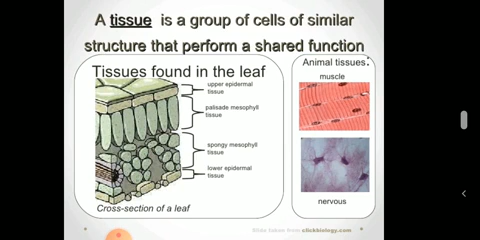 A tissue is a group of cells of similar
structure that perform a shared function
Tissues found in the leaf
upper epidermal
tissue
palisade mesophyll
tissue
spongy mesophyll
tissue
lower epidermal
tissue
Cross-section of a leaf
Animal tissues:
muscle
nervous
Slide taken from clickbiology.com